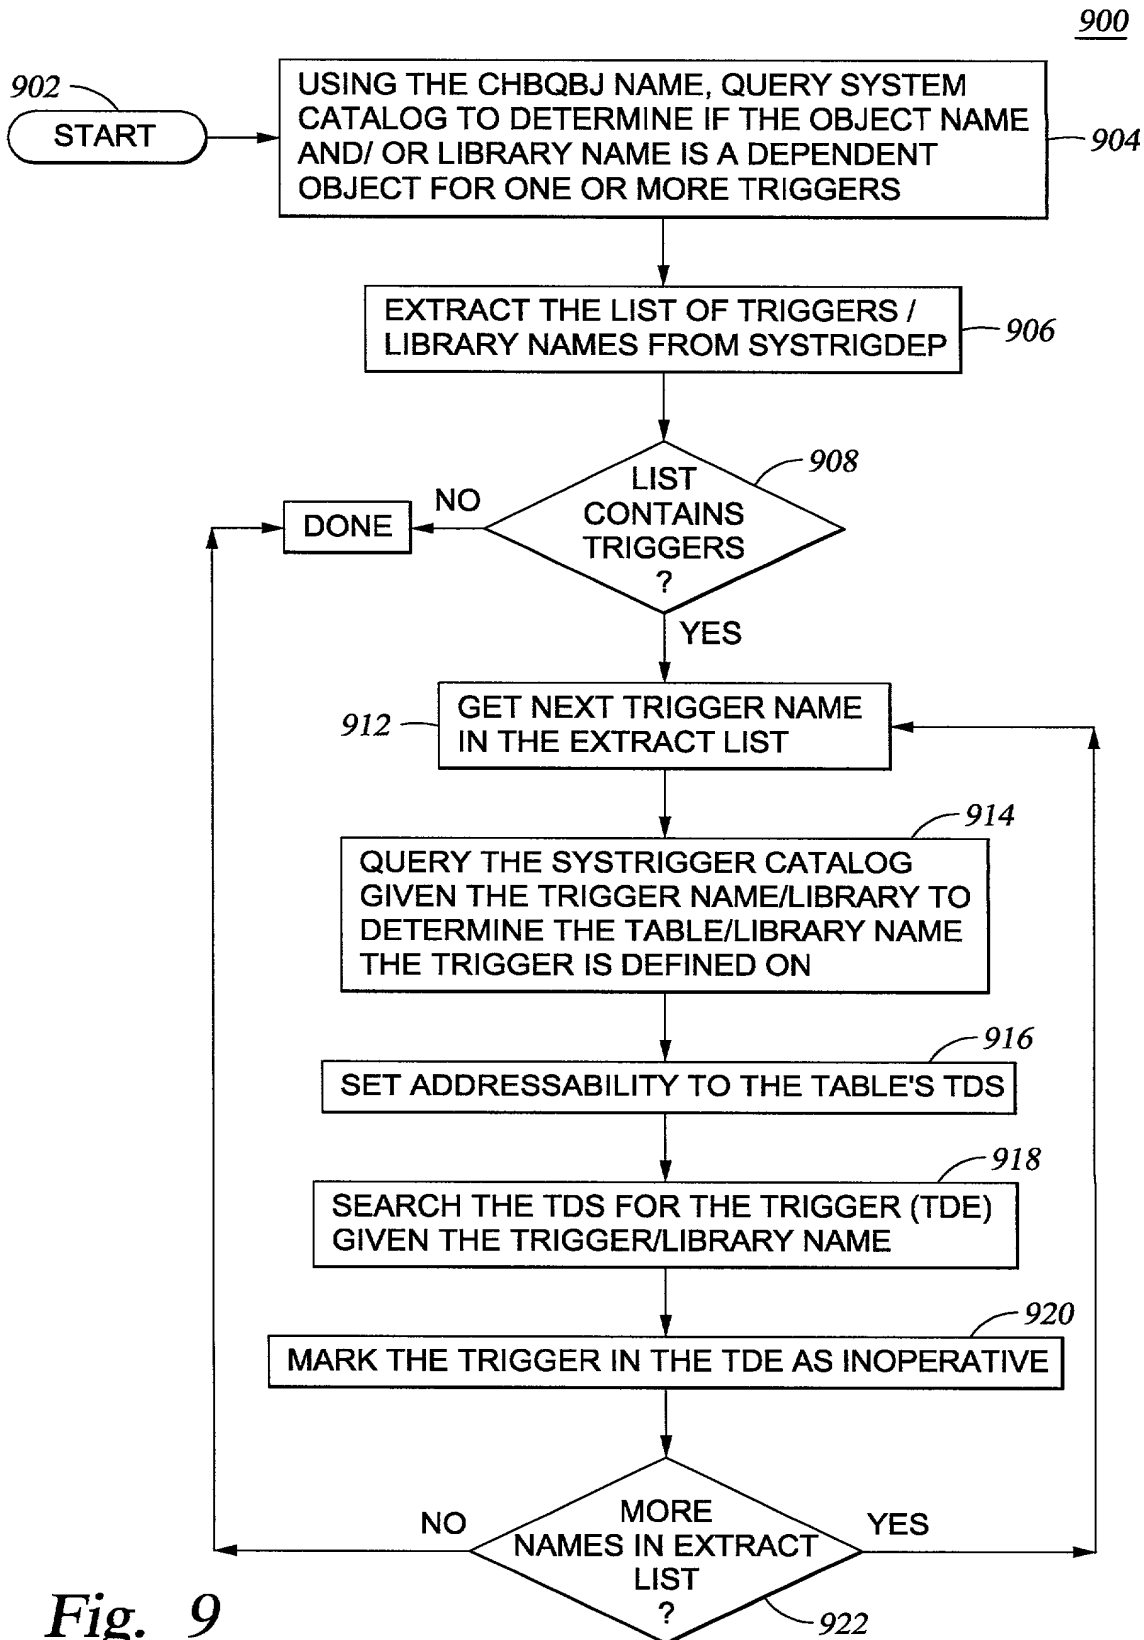 900
902
START
USING THE CHBQBJ NAME, QUERY SYSTEM
CATALOG TO DETERMINE IF THE OBJECT NAME
AND/ OR LIBRARY NAME IS A DEPENDENT
OBJECT FOR ONE OR MORE TRIGGERS
904
EXTRACT THE LIST OF TRIGGERS /
LIBRARY NAMES FROM SYSTRIGDEP
906
LIST
CONTAINS
TRIGGERS
?
908
NO
DONE
YES
GET NEXT TRIGGER NAME
IN THE EXTRACT LIST
912
914
QUERY THE SYSTRIGGER CATALOG
GIVEN THE TRIGGER NAME/LIBRARY TO
DETERMINE THE TABLE/LIBRARY NAME
THE TRIGGER IS DEFINED ON
916
SET ADDRESSABILITY TO THE TABLE'S TDS
918
SEARCH THE TDS FOR THE TRIGGER (TDE)
GIVEN THE TRIGGER/LIBRARY NAME
920
MARK THE TRIGGER IN THE TDE AS INOPERATIVE
NO
MORE
NAMES IN EXTRACT
LIST
?
YES
922
Fig. 9